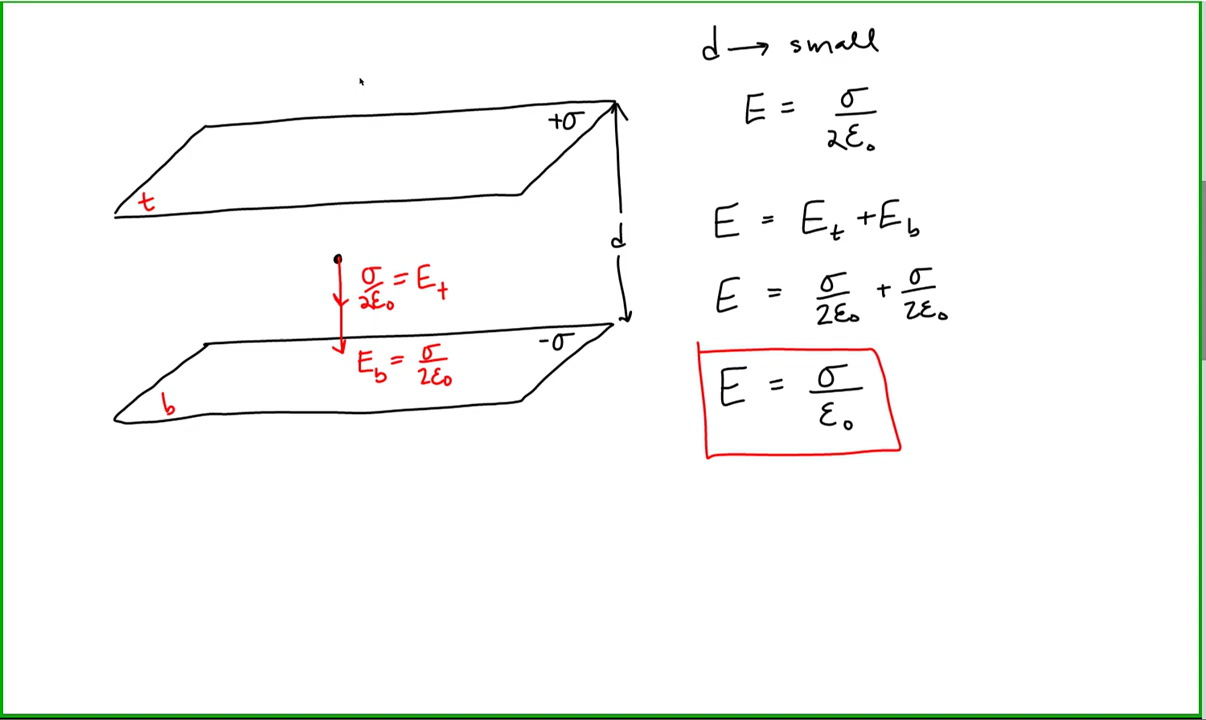 d → small
E = σ / 2ε₀
+σ
t
E = E_t + E_b
d
σ / 2ε₀ = E_t
E = σ / 2ε₀ + σ / 2ε₀
-σ
E_b = σ / 2ε₀
b
E = σ / ε₀